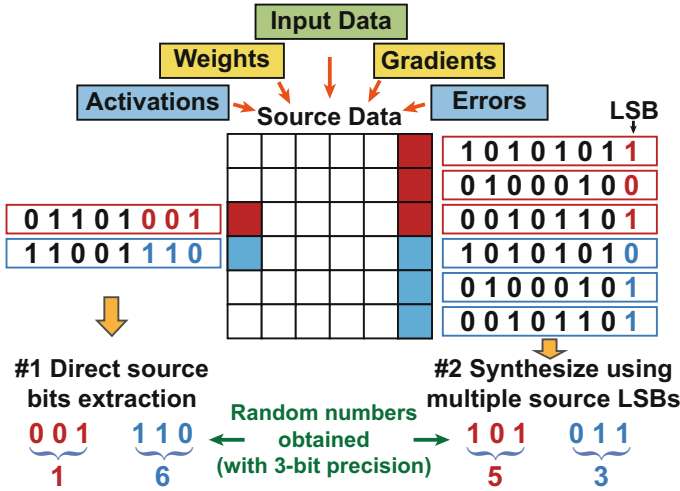 Input Data
Weights
Gradients
Activations
Errors
Source Data
LSB
1 0 1 0 1 0 1 1
0 1 0 0 0 1 0 0
0 0 1 0 1 1 0 1
1 0 1 0 1 0 1 0
0 1 0 0 0 1 0 1
0 0 1 0 1 1 0 1
0 1 1 0 1 0 0 1
1 1 0 0 1 1 1 0
#1 Direct source
bits extraction
0 0 1
1 1 0
1
6
Random numbers
obtained
(with 3-bit precision)
#2 Synthesize using
multiple source LSBs
1 0 1
0 1 1
5
3